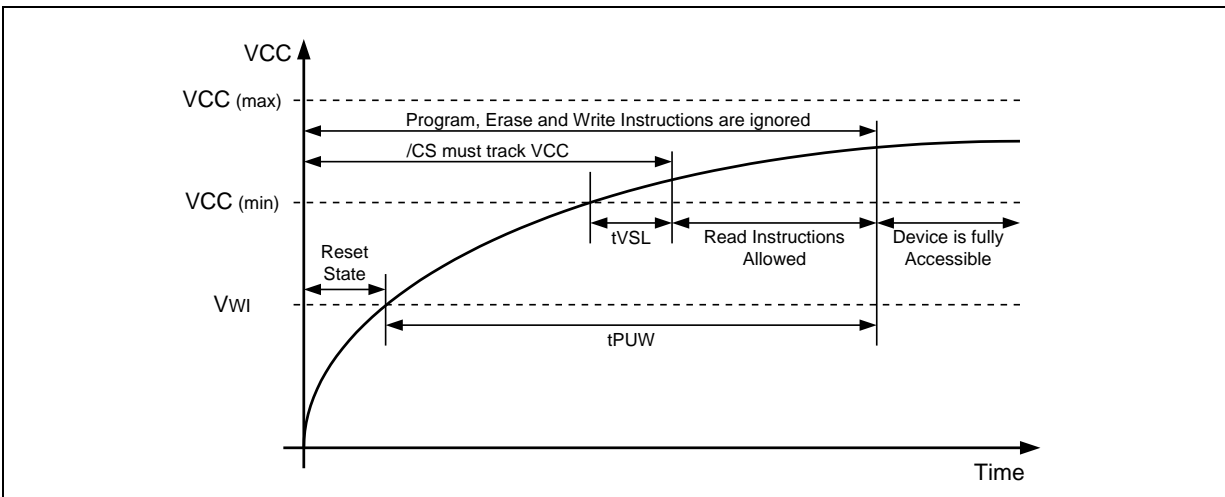 VCC
VCC (max)
Program, Erase and Write Instructions are ignored
/CS must track VCC
VCC (min)
tVSL
Read Instructions
Allowed
Device is fully
Accessible
Reset
State
VWI
tPUW
Time